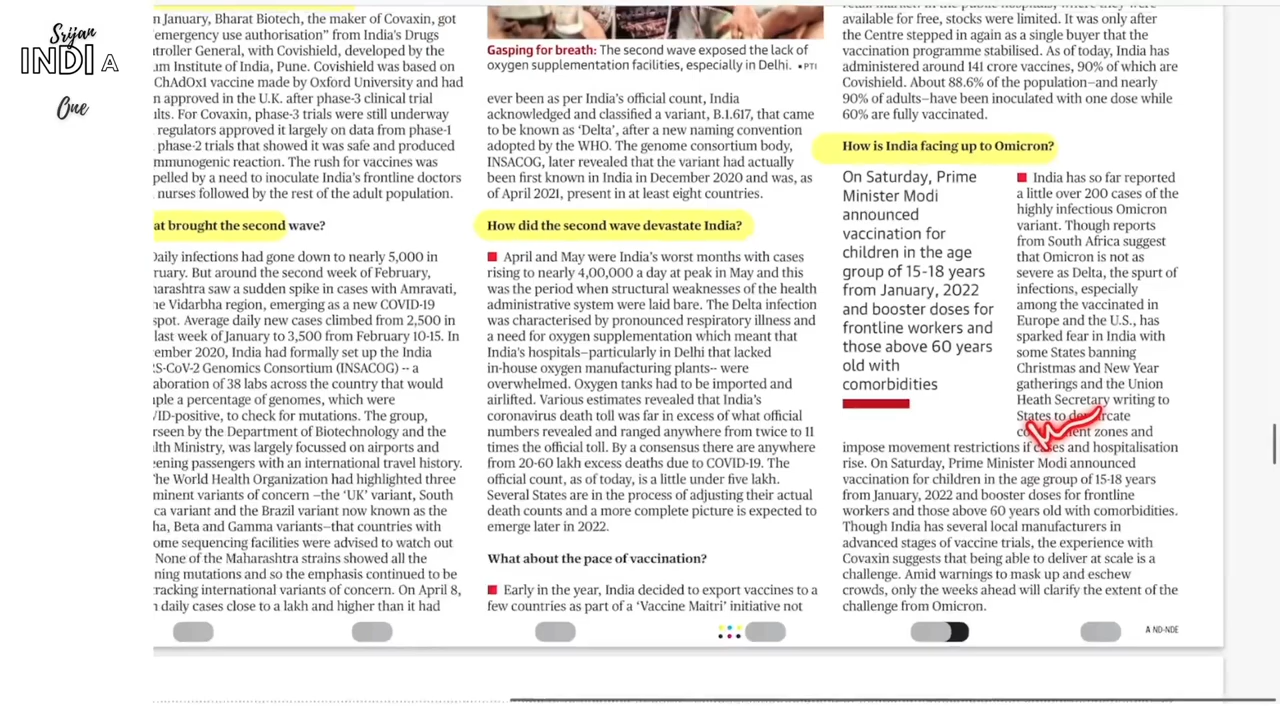 Srijan
INDIA
One
n January, Bharat Biotech, the maker of Covaxin, got
emergency use authorisation” from India's Drugs
ntroller General, with Covishield, developed by the
um Institute of India, Pune. Covishield was based on
ChAdOx1 vaccine made by Oxford University and had
n approved in the U.K. after phase-3 clinical trial
lts. For Covaxin, phase-3 trials were still underway
regulators approved it largely on data from phase-1
phase-2 trials that showed it was safe and produced
mmunogenic reaction. The rush for vaccines was
pelled by a need to inoculate India's frontline doctors
nurses followed by the rest of the adult population.
at brought the second wave?
Daily infections had gone down to nearly 5,000 in
ruary. But around the second week of February,
harashtra saw a sudden spike in cases with Amravati,
he Vidarbha region, emerging as a new COVID-19
spot. Average daily new cases climbed from 2,500 in
last week of January to 3,500 from February 10-15. In
ember 2020, India had formally set up the India
S-CoV-2 Genomics Consortium (INSACOG) -- a
aboration of 38 labs across the country that would
ple a percentage of genomes, which were
VID-positive, to check for mutations. The group,
rseen by the Department of Biotechnology and the
lth Ministry, was largely focussed on airports and
ening passengers with an international travel history.
The World Health Organization had highlighted three
minent variants of concern —the ‘UK’ variant, South
ca variant and the Brazil variant now known as the
ha, Beta and Gamma variants—that countries with
ome sequencing facilities were advised to watch out
None of the Maharashtra strains showed all the
ning mutations and so the emphasis continued to be
racking international variants of concern. On April 8,
n daily cases close to a lakh and higher than it had
Gasping for breath: The second wave exposed the lack of
oxygen supplementation facilities, especially in Delhi. •PTI
ever been as per India's official count, India
acknowledged and classified a variant, B.1.617, that came
to be known as ‘Delta’, after a new naming convention
adopted by the WHO. The genome consortium body,
INSACOG, later revealed that the variant had actually
been first known in India in December 2020 and was, as
of April 2021, present in at least eight countries.
How did the second wave devastate India?
April and May were India's worst months with cases
rising to nearly 4,00,000 a day at peak in May and this
was the period when structural weaknesses of the health
administrative system were laid bare. The Delta infection
was characterised by pronounced respiratory illness and
a need for oxygen supplementation which meant that
India's hospitals—particularly in Delhi that lacked
in-house oxygen manufacturing plants-- were
overwhelmed. Oxygen tanks had to be imported and
airlifted. Various estimates revealed that India's
coronavirus death toll was far in excess of what official
numbers revealed and ranged anywhere from twice to 11
times the official toll. By a consensus there are anywhere
from 20-60 lakh excess deaths due to COVID-19. The
official count, as of today, is a little under five lakh.
Several States are in the process of adjusting their actual
death counts and a more complete picture is expected to
emerge later in 2022.
What about the pace of vaccination?
Early in the year, India decided to export vaccines to a
few countries as part of a ‘Vaccine Maitri’ initiative not
retail market. In the public hospitals, where they were
available for free, stocks were limited. It was only after
the Centre stepped in again as a single buyer that the
vaccination programme stabilised. As of today, India has
administered around 141 crore vaccines, 90% of which are
Covishield. About 88.6% of the population—and nearly
90% of adults—have been inoculated with one dose while
60% are fully vaccinated.
How is India facing up to Omicron?
On Saturday, Prime
Minister Modi
announced
vaccination for
children in the age
group of 15-18 years
from January, 2022
and booster doses for
frontline workers and
those above 60 years
old with
comorbidities
India has so far reported
a little over 200 cases of the
highly infectious Omicron
variant. Though reports
from South Africa suggest
that Omicron is not as
severe as Delta, the spurt of
infections, especially
among the vaccinated in
Europe and the U.S., has
sparked fear in India with
some States banning
Christmas and New Year
gatherings and the Union
Heath Secretary writing to
States to demarcate
containment zones and
impose movement restrictions if cases and hospitalisation
rise. On Saturday, Prime Minister Modi announced
vaccination for children in the age group of 15-18 years
from January, 2022 and booster doses for frontline
workers and those above 60 years old with comorbidities.
Though India has several local manufacturers in
advanced stages of vaccine trials, the experience with
Covaxin suggests that being able to deliver at scale is a
challenge. Amid warnings to mask up and eschew
crowds, only the weeks ahead will clarify the extent of the
challenge from Omicron.
A ND-NDE